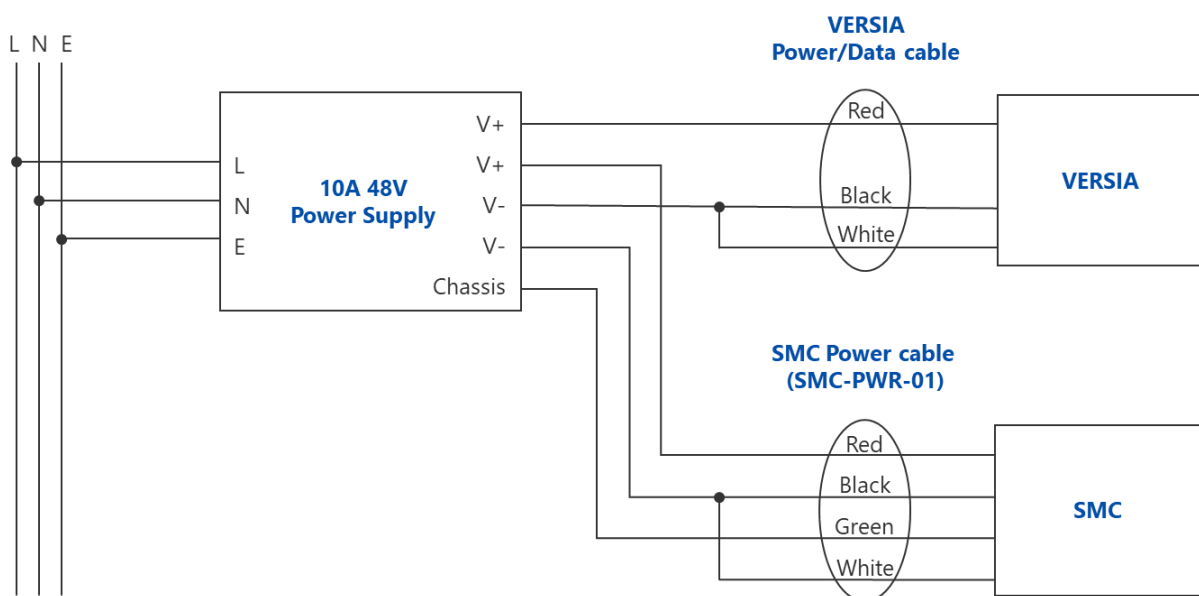 L N E
VERSIA
Power/Data cable
L
N
E
10A 48V
Power Supply
V+
V+
V-
V-
Chassis
Red
Black
White
VERSIA
SMC Power cable
(SMC-PWR-01)
Red
Black
Green
White
SMC